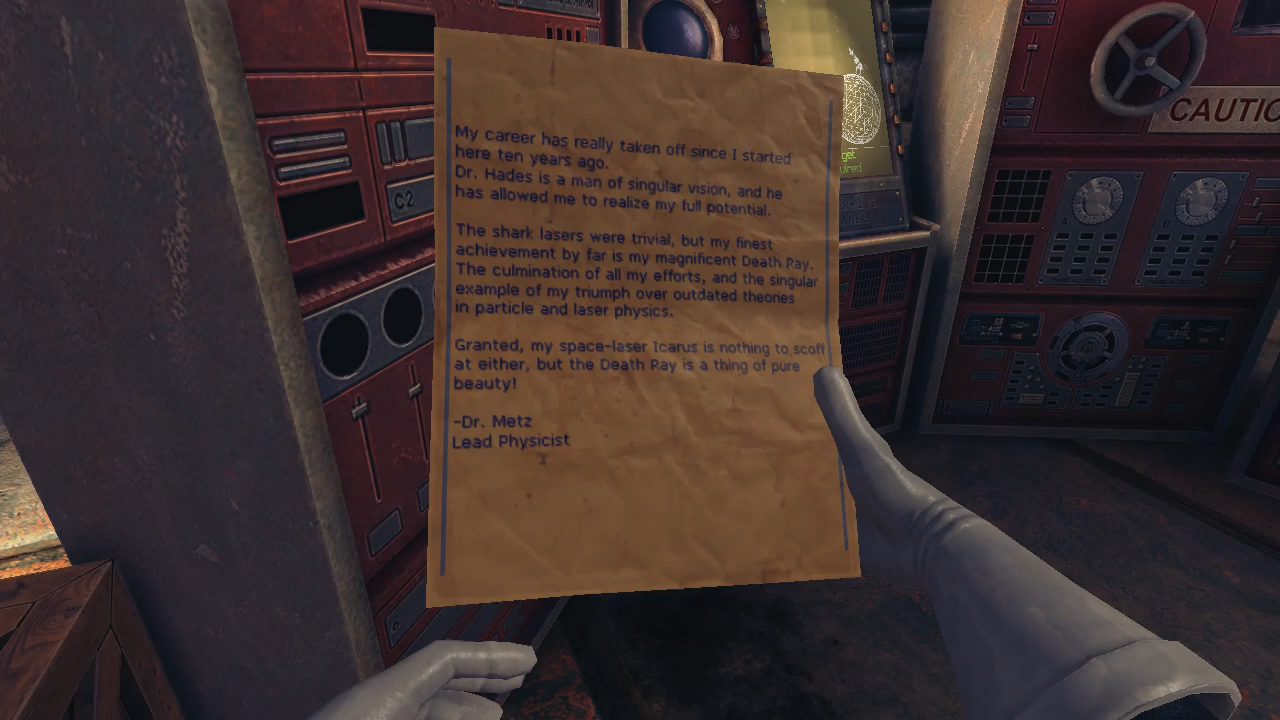 My career has really taken off since I started
here ten years ago.
Dr. Hades is a man of singular vision, and he
has allowed me to realize my full potential.
The shark lasers were trivial, but my finest
achievement by far is my magnificent Death Ray.
The culmination of all my efforts, and the singular
example of my triumph over outdated theories
in particle and laser physics.
Granted, my space-laser Icarus is nothing to scoff
at either, but the Death Ray is a thing of pure
beauty!
-Dr. Metz
Lead Physicist
C2
CAUTIO
A
B